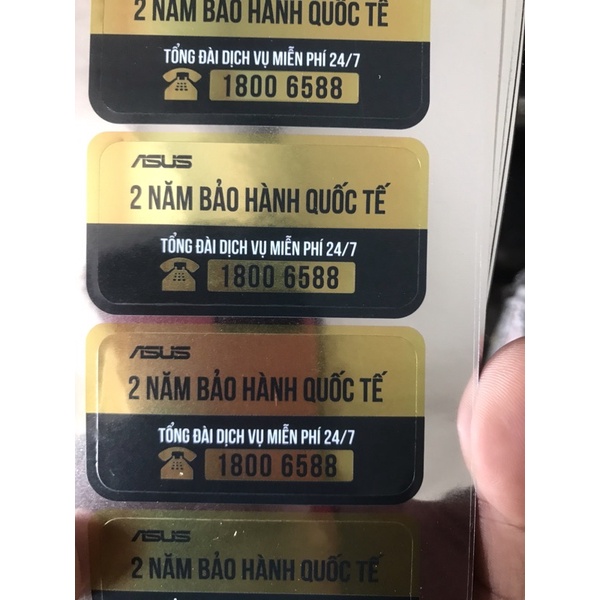 2 NĂM BẢO HÀNH QUỐC TẾ
TỔNG ĐÀI DỊCH VỤ MIỄN PHÍ 24/7
1800 6588
ASUS
2 NĂM BẢO HÀNH QUỐC TẾ
TỔNG ĐÀI DỊCH VỤ MIỄN PHÍ 24/7
1800 6588
ASUS
2 NĂM BẢO HÀNH QUỐC TẾ
TỔNG ĐÀI DỊCH VỤ MIỄN PHÍ 24/7
1800 6588
ASUS
2 NĂM BẢO HÀNH QUỐC TẾ